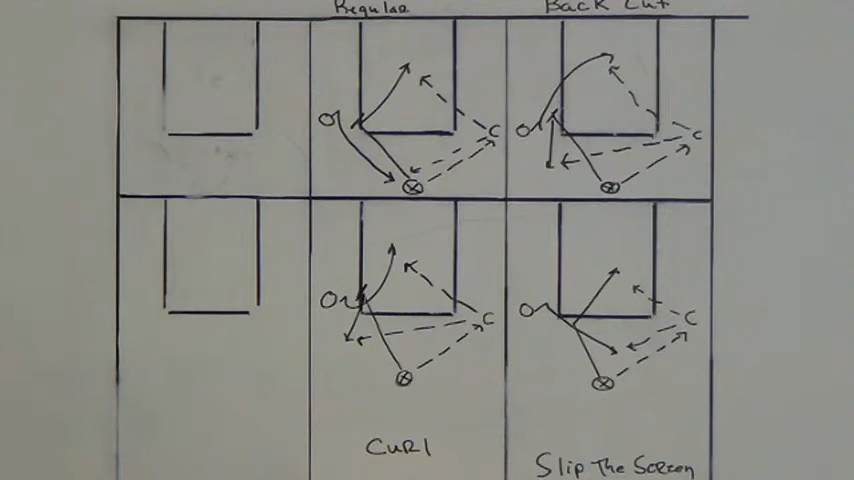 Regular
Back Cut
C
C
C
C
CURl
Slip The Screen